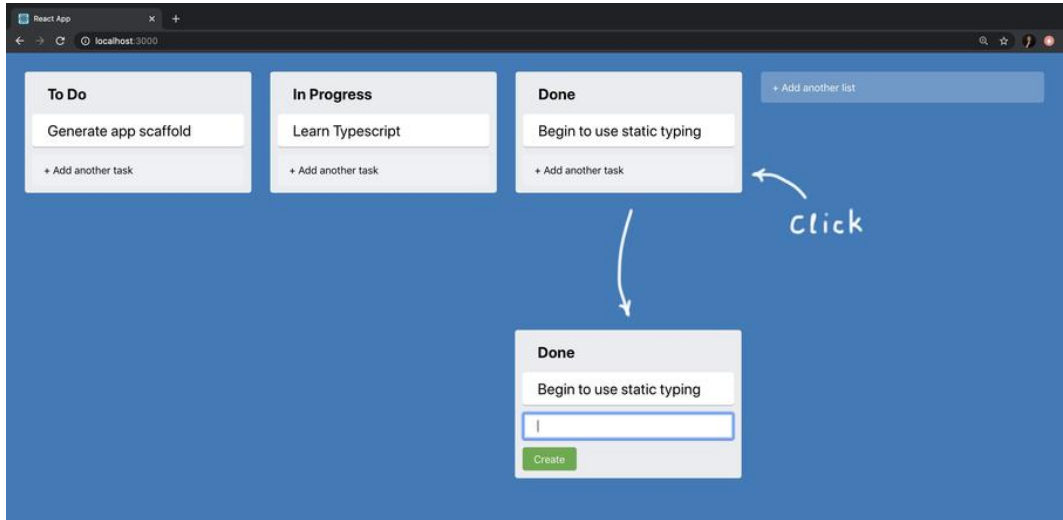 React App
localhost:3000
To Do
Generate app scaffold
+ Add another task
In Progress
Learn Typescript
+ Add another task
Done
Begin to use static typing
+ Add another task
+ Add another list
Click
Done
Begin to use static typing
Create